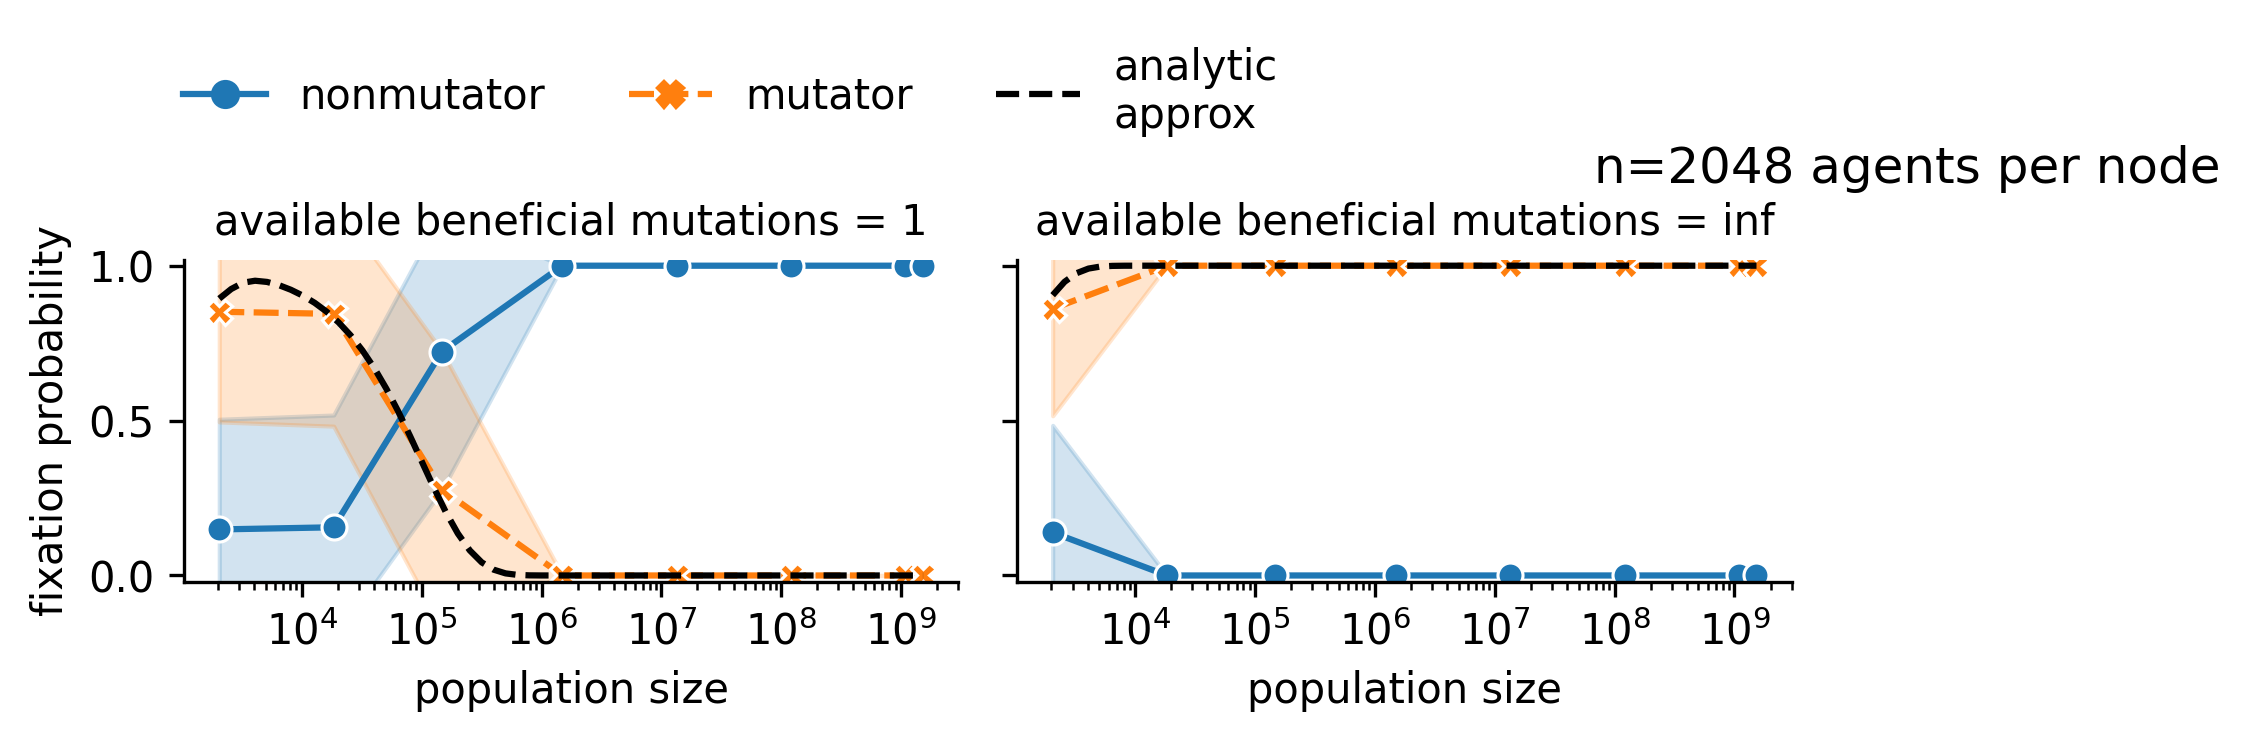 nonmutator
mutator
analytic
approx
n=2048 agents per node
available beneficial mutations = 1
available beneficial mutations = inf
fixation probability
1.0
0.5
0.0
10⁴ 10⁵ 10⁶ 10⁷ 10⁸ 10⁹
10⁴ 10⁵ 10⁶ 10⁷ 10⁸ 10⁹
population size
population size